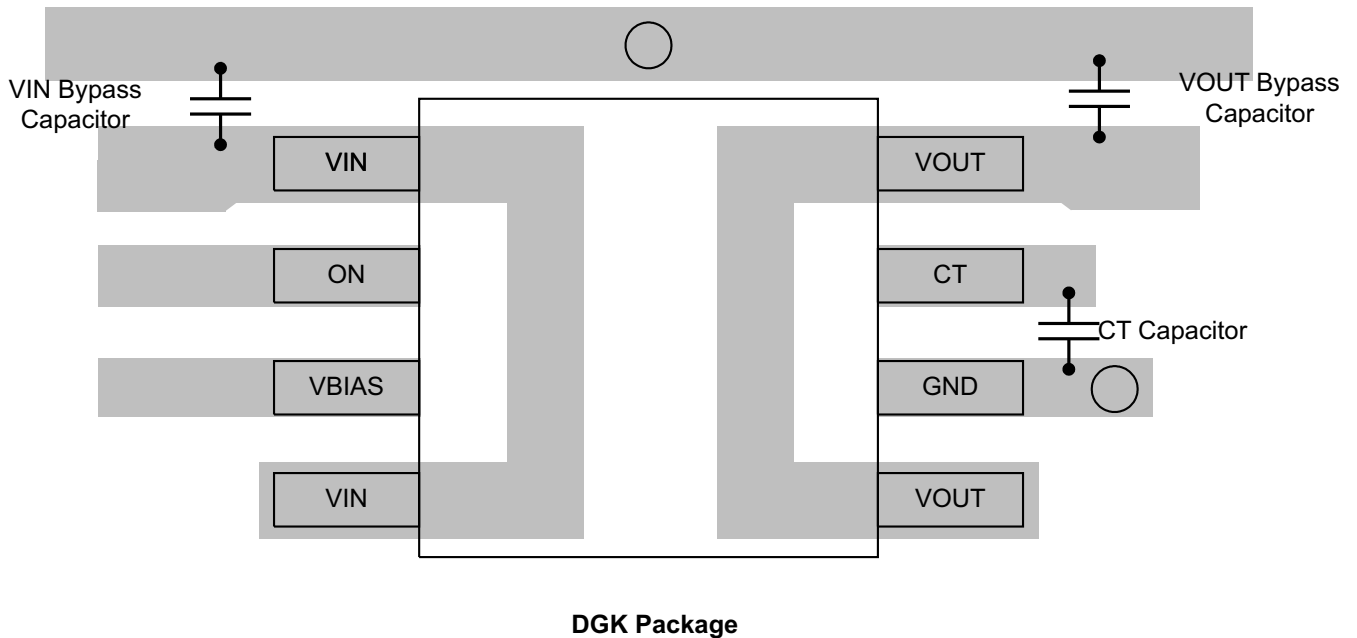 VIN Bypass
Capacitor
VOUT Bypass
Capacitor
VIN
VOUT
ON
CT
CT Capacitor
VBIAS
GND
VIN
VOUT
DGK Package